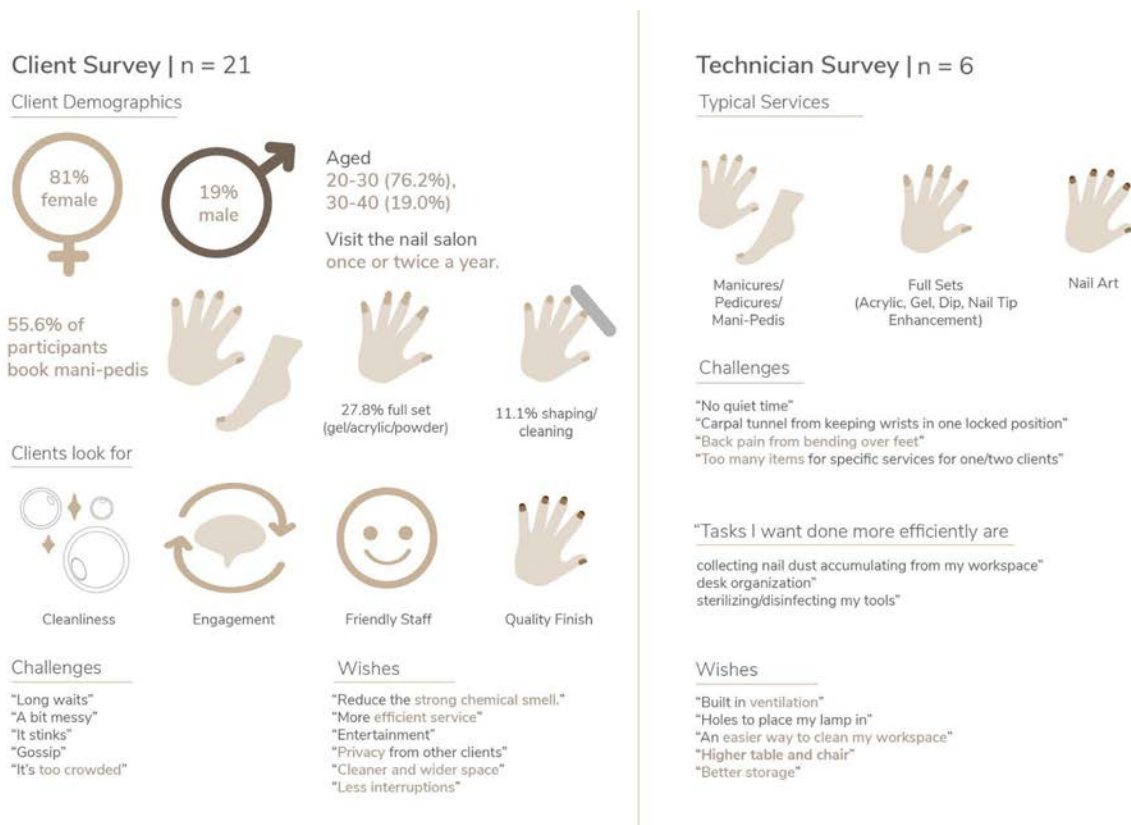 Client Survey | n = 21
Client Demographics
81%
female
19%
male
Aged
20-30 (76.2%),
30-40 (19.0%)
Visit the nail salon
once or twice a year.
55.6% of
participants
book mani-pedis
27.8% full set
(gel/acrylic/powder)
11.1% shaping/
cleaning
Clients look for
Cleanliness
Engagement
Friendly Staff
Quality Finish
Challenges
"Long waits"
"A bit messy"
"It stinks"
"Gossip"
"It's too crowded"
Wishes
"Reduce the strong chemical smell."
"More efficient service"
"Entertainment"
"Privacy from other clients"
"Cleaner and wider space"
"Less interruptions"
Technician Survey | n = 6
Typical Services
Manicures/
Pedicures/
Mani-Pedis
Full Sets
(Acrylic, Gel, Dip, Nail Tip
Enhancement)
Nail Art
Challenges
"No quiet time"
"Carpal tunnel from keeping wrists in one locked position"
"Back pain from bending over feet"
"Too many items for specific services for one/two clients"
"Tasks I want done more efficiently are
collecting nail dust accumulating from my workspace"
desk organization"
sterilizing/disinfecting my tools"
Wishes
"Built in ventilation"
"Holes to place my lamp in"
"An easier way to clean my workspace"
"Higher table and chair"
"Better storage"